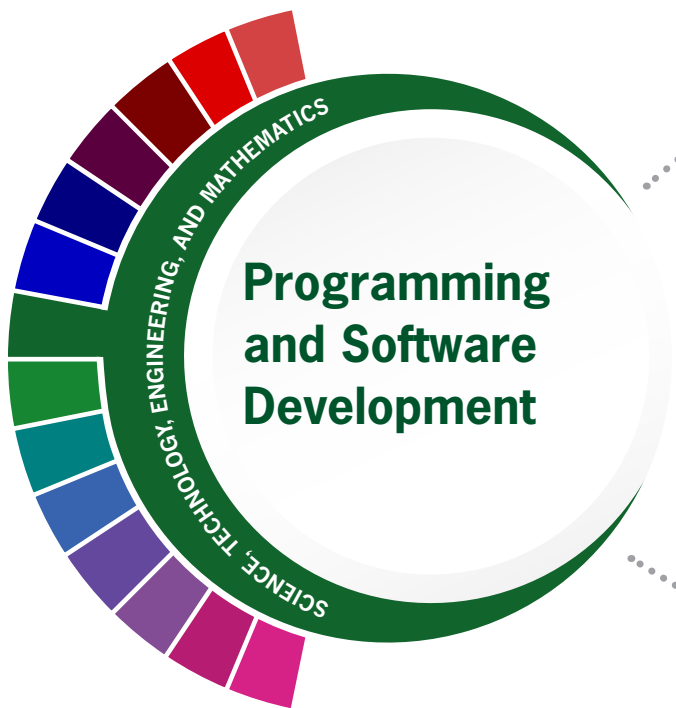 SCIENCE, TECHNOLOGY, ENGINEERING, AND MATHEMATICS
Programming
and Software
Development